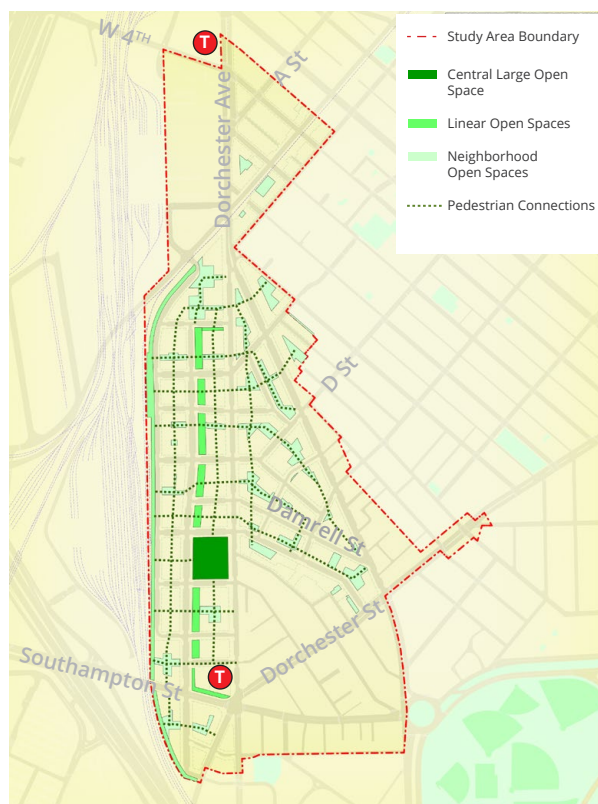 W 4TH
T
A St
Dorchester Ave
Study Area Boundary
Central Large Open
Space
Linear Open Spaces
Neighborhood
Open Spaces
Pedestrian Connections
D St
Damrell St
Dorchester St
Southampton St
T